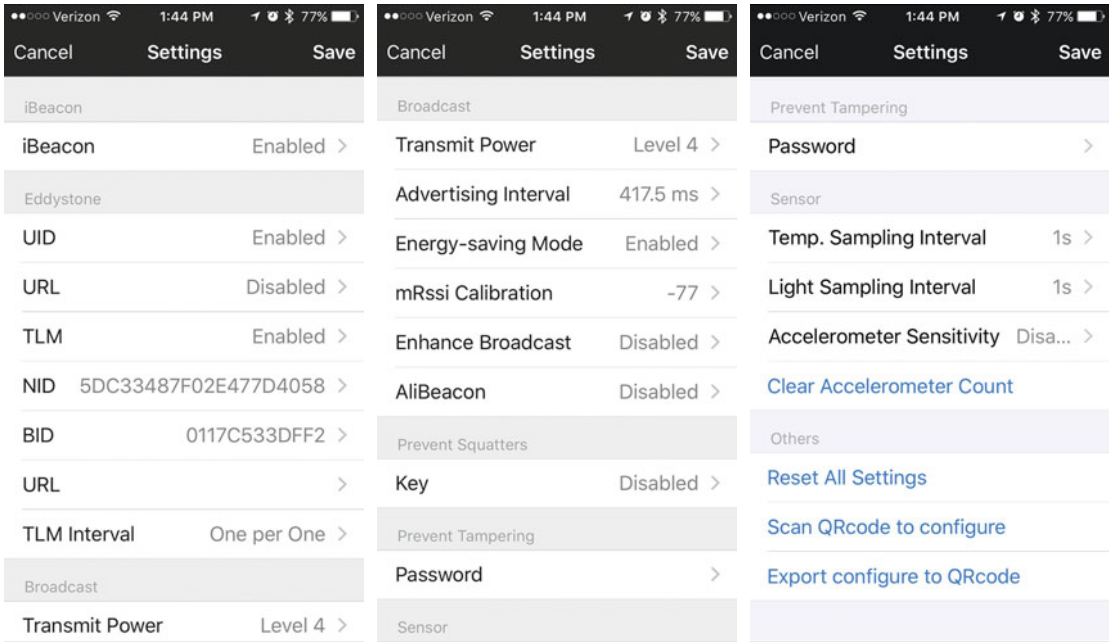 Verizon 1:44 PM 77%
Cancel Settings Save
iBeacon
iBeacon Enabled
Eddystone
UID Enabled
URL Disabled
TLM Enabled
NID 5DC33487F02E477D4058
BID 0117C533DFF2
URL
TLM Interval One per One
Broadcast
Transmit Power Level 4
Verizon 1:44 PM 77%
Cancel Settings Save
Broadcast
Transmit Power Level 4
Advertising Interval 417.5 ms
Energy-saving Mode Enabled
mRssi Calibration -77
Enhance Broadcast Disabled
AliBeacon Disabled
Prevent Squatters
Key Disabled
Prevent Tampering
Password
Sensor
Verizon 1:44 PM 77%
Cancel Settings Save
Prevent Tampering
Password
Sensor
Temp. Sampling Interval 1s
Light Sampling Interval 1s
Accelerometer Sensitivity Disa...
Clear Accelerometer Count
Others
Reset All Settings
Scan QRcode to configure
Export configure to QRcode